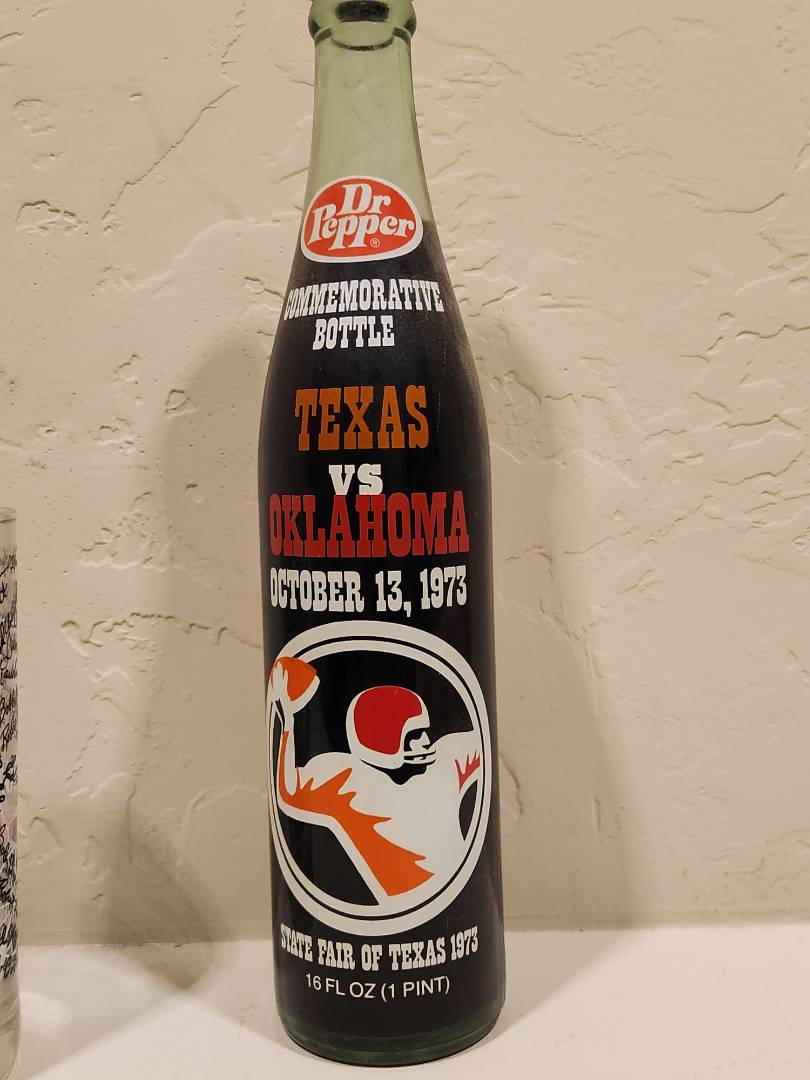 Dr
Pepper
®
COMMEMORATIVE
BOTTLE
TEXAS
VS
OKLAHOMA
OCTOBER 13, 1973
STATE FAIR OF TEXAS 1973
16 FL OZ (1 PINT)